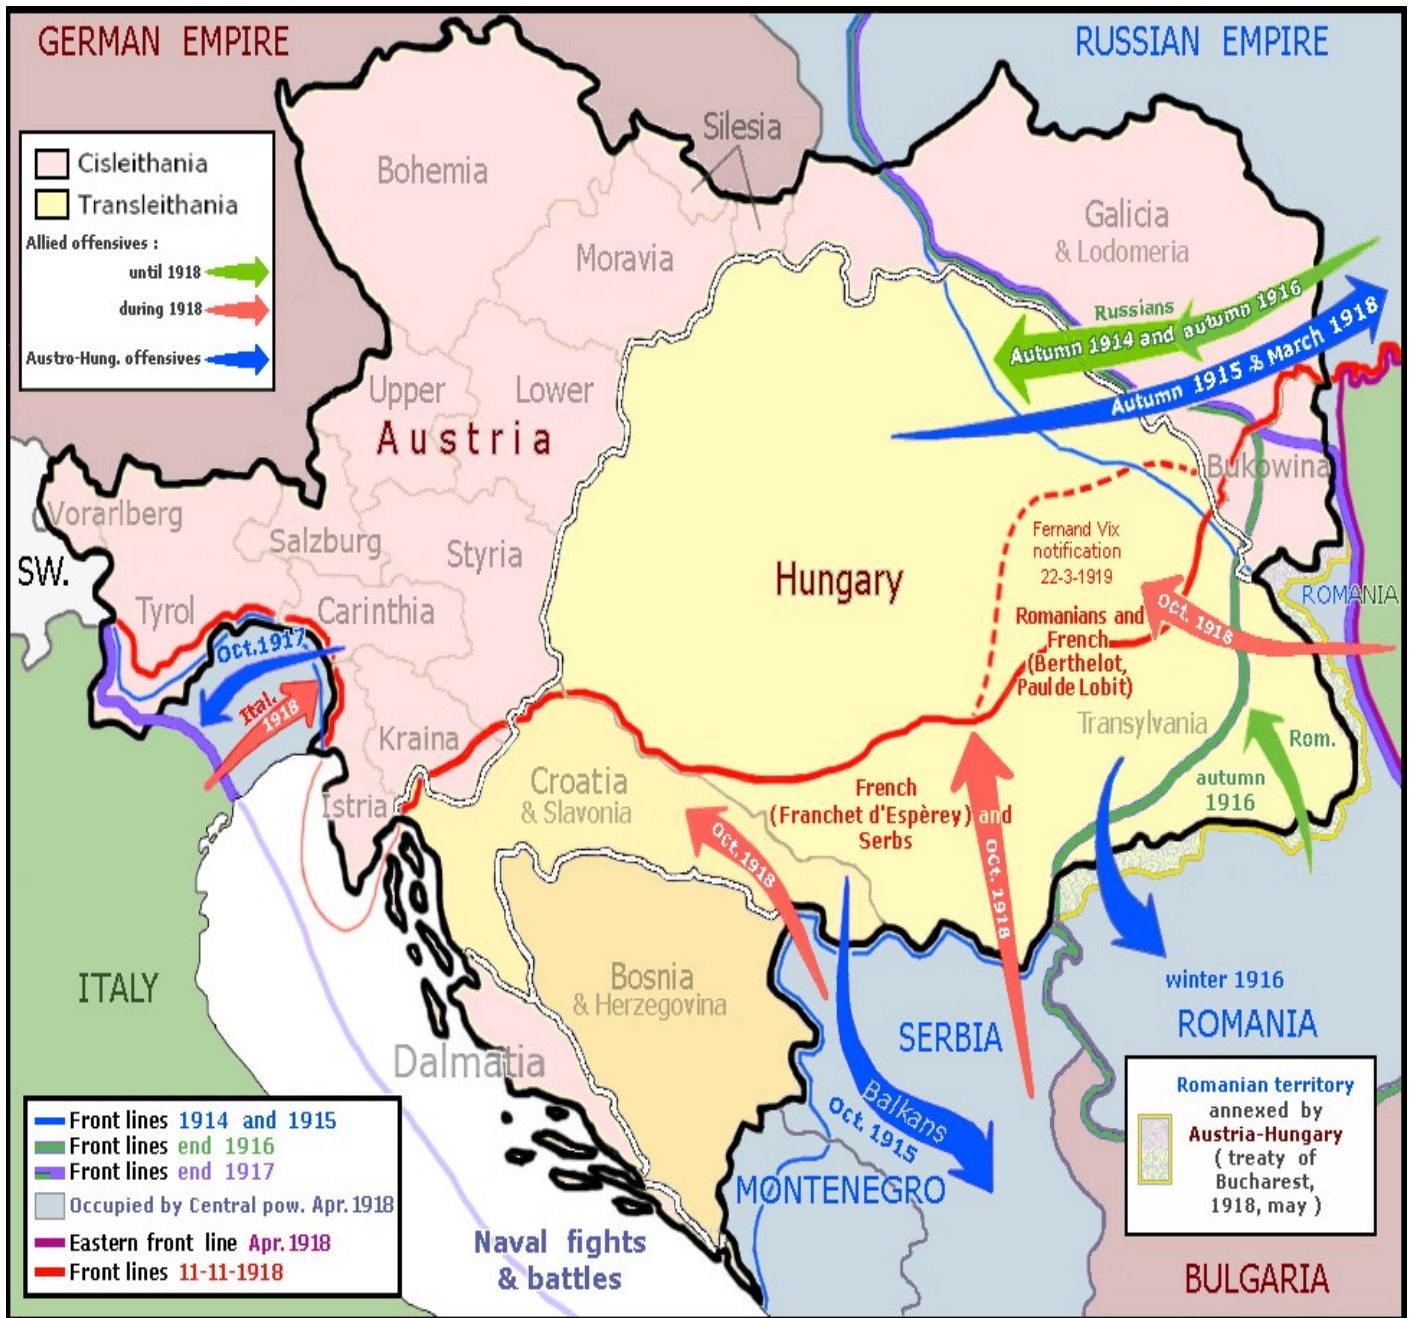 GERMAN EMPIRE
RUSSIAN EMPIRE
Cisleithania
Transleithania
Allied offensives :
until 1918
during 1918
Austro-Hung. offensives
Silesia
Bohemia
Moravia
Galicia
& Lodomeria
Russians
Autumn 1914 and autumn 1916
Autumn 1915 & March 1918
Upper
Lower
Austria
Bukowina
Vorarlberg
Salzburg
Styria
SW.
Tyrol
Carinthia
Hungary
Fernand Vix
notification
22-3-1919
ROMANIA
Oct. 1918
Romanians and
French
(Berthelot,
Paul de Lobit)
Oct.1917
Ital.
1918
Kraina
Istria
Croatia
& Slavonia
Transylvania
Rom.
autumn
1916
French
(Franchet d'Espèrey) and
Serbs
Oct. 1918
Oct. 1918
ITALY
Bosnia
& Herzegovina
Dalmatia
winter 1916
ROMANIA
SERBIA
Balkans
Oct. 1915
MONTENEGRO
Naval fights
& battles
BULGARIA
Front lines 1914 and 1915
Front lines end 1916
Front lines end 1917
Occupied by Central pow. Apr.1918
Eastern front line Apr.1918
Front lines 11-11-1918
Romanian territory
annexed by
Austria-Hungary
( treaty of
Bucharest,
1918, may )